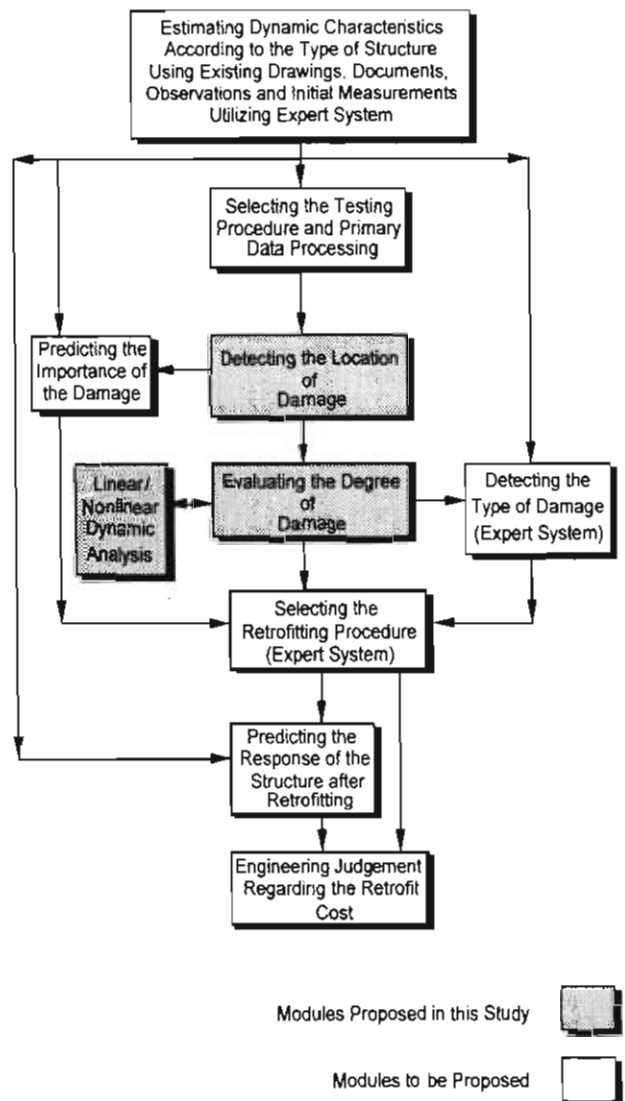 Estimating Dynamic Characteristics
According to the Type of Structure
Using Existing Drawings, Documents,
Observations and Initial Measurements
Utilizing Expert System
Selecting the Testing
Procedure and Primary
Data Processing
Predicting the
Importance of
the Damage
Detecting the Location
of
Damage
Linear/
Nonlinear
Dynamic
Analysis
Evaluating the Degree
of
Damage
Detecting the
Type of Damage
(Expert System)
Selecting the
Retrofitting Procedure
(Expert System)
Predicting the
Response of the
Structure after
Retrofitting
Engineering Judgement
Regarding the Retrofit
Cost
Modules Proposed in this Study
Modules to be Proposed